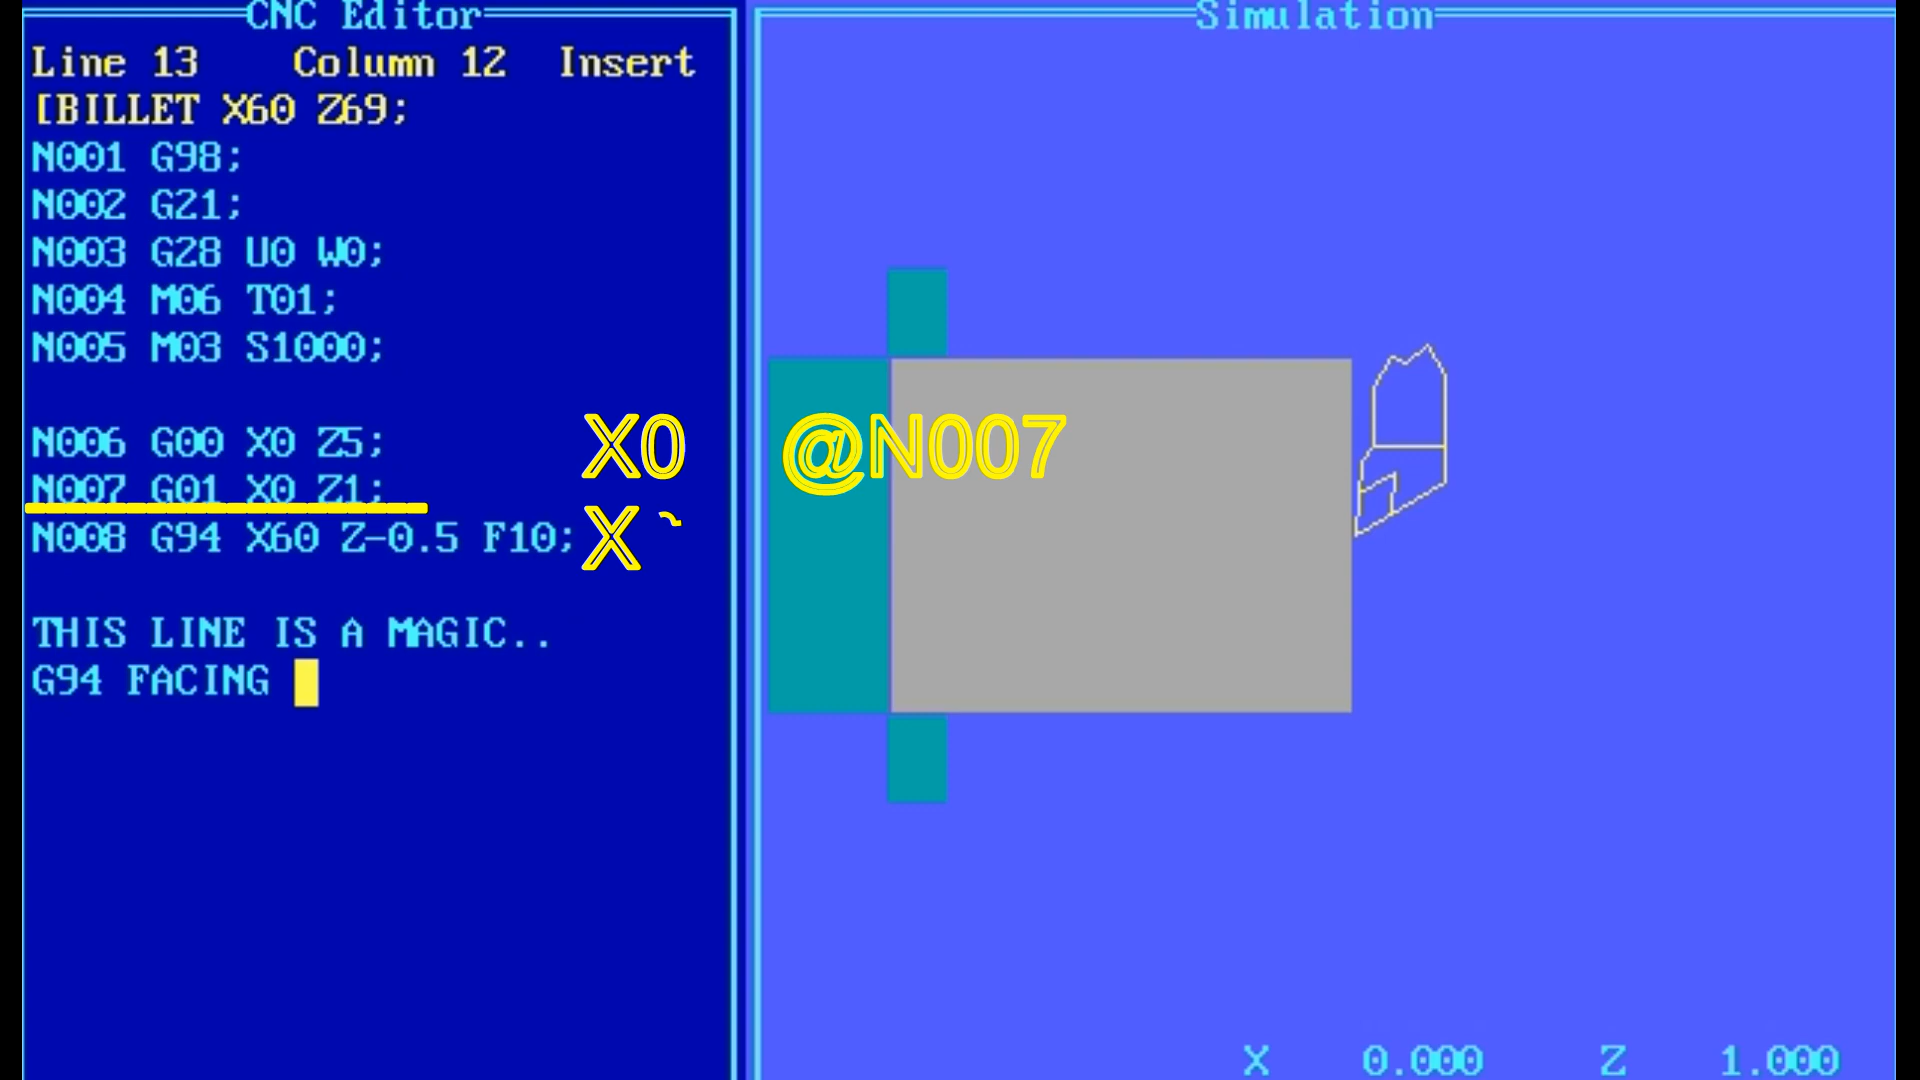 CNC Editor
Line 13 Column 12 Insert
[BILLET X60 Z69;
N001 G98;
N002 G21;
N003 G28 U0 W0;
N004 M06 T01;
N005 M03 S1000;
N006 G00 X0 Z5;
N007 G01 X0 Z1;
N008 G94 X60 Z-0.5 F10;
THIS LINE IS A MAGIC..
G94 FACING
X0 @N007
X
Simulation
X 0.000 Z 1.000